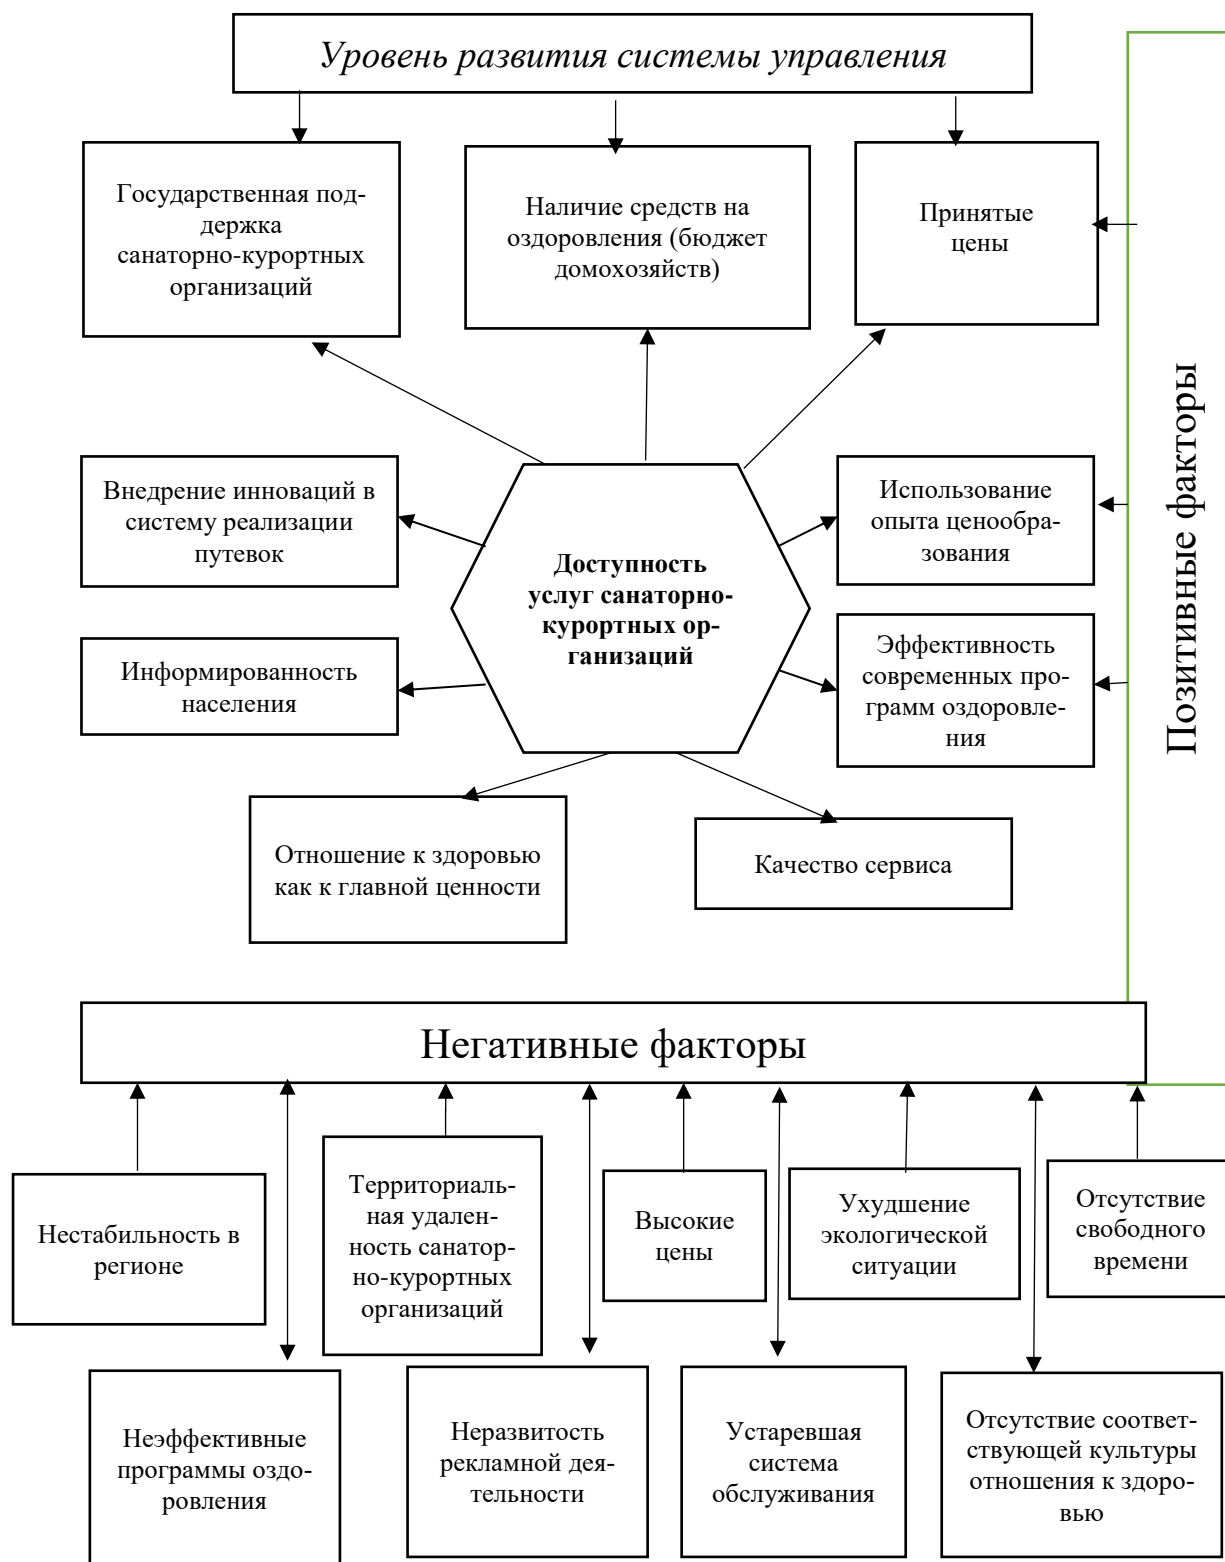 Уровень развития системы управления
Государственная под-
держка
санаторно-курортных
организаций
Наличие средств на
оздоровления (бюджет
домохозяйств)
Принятые
цены
Позитивные факторы
Внедрение инноваций в
систему реализации
путевок
Доступность
услуг санаторно-
курортных ор-
ганизаций
Использование
опыта ценообра-
зования
Информированность
населения
Эффективность
современных про-
грамм оздоровле-
ния
Отношение к здоровью
как к главной ценности
Качество сервиса
Негативные факторы
Нестабильность в
регионе
Территориаль-
ная удален-
ность санатор-
но-курортных
организаций
Высокие
цены
Ухудшение
экологической
ситуации
Отсутствие
свободного
времени
Неэффективные
программы оздо-
ровления
Неразвитость
рекламной дея-
тельности
Устаревшая
система
обслуживания
Отсутствие соответ-
ствующей культуры
отношения к здоро-
вью